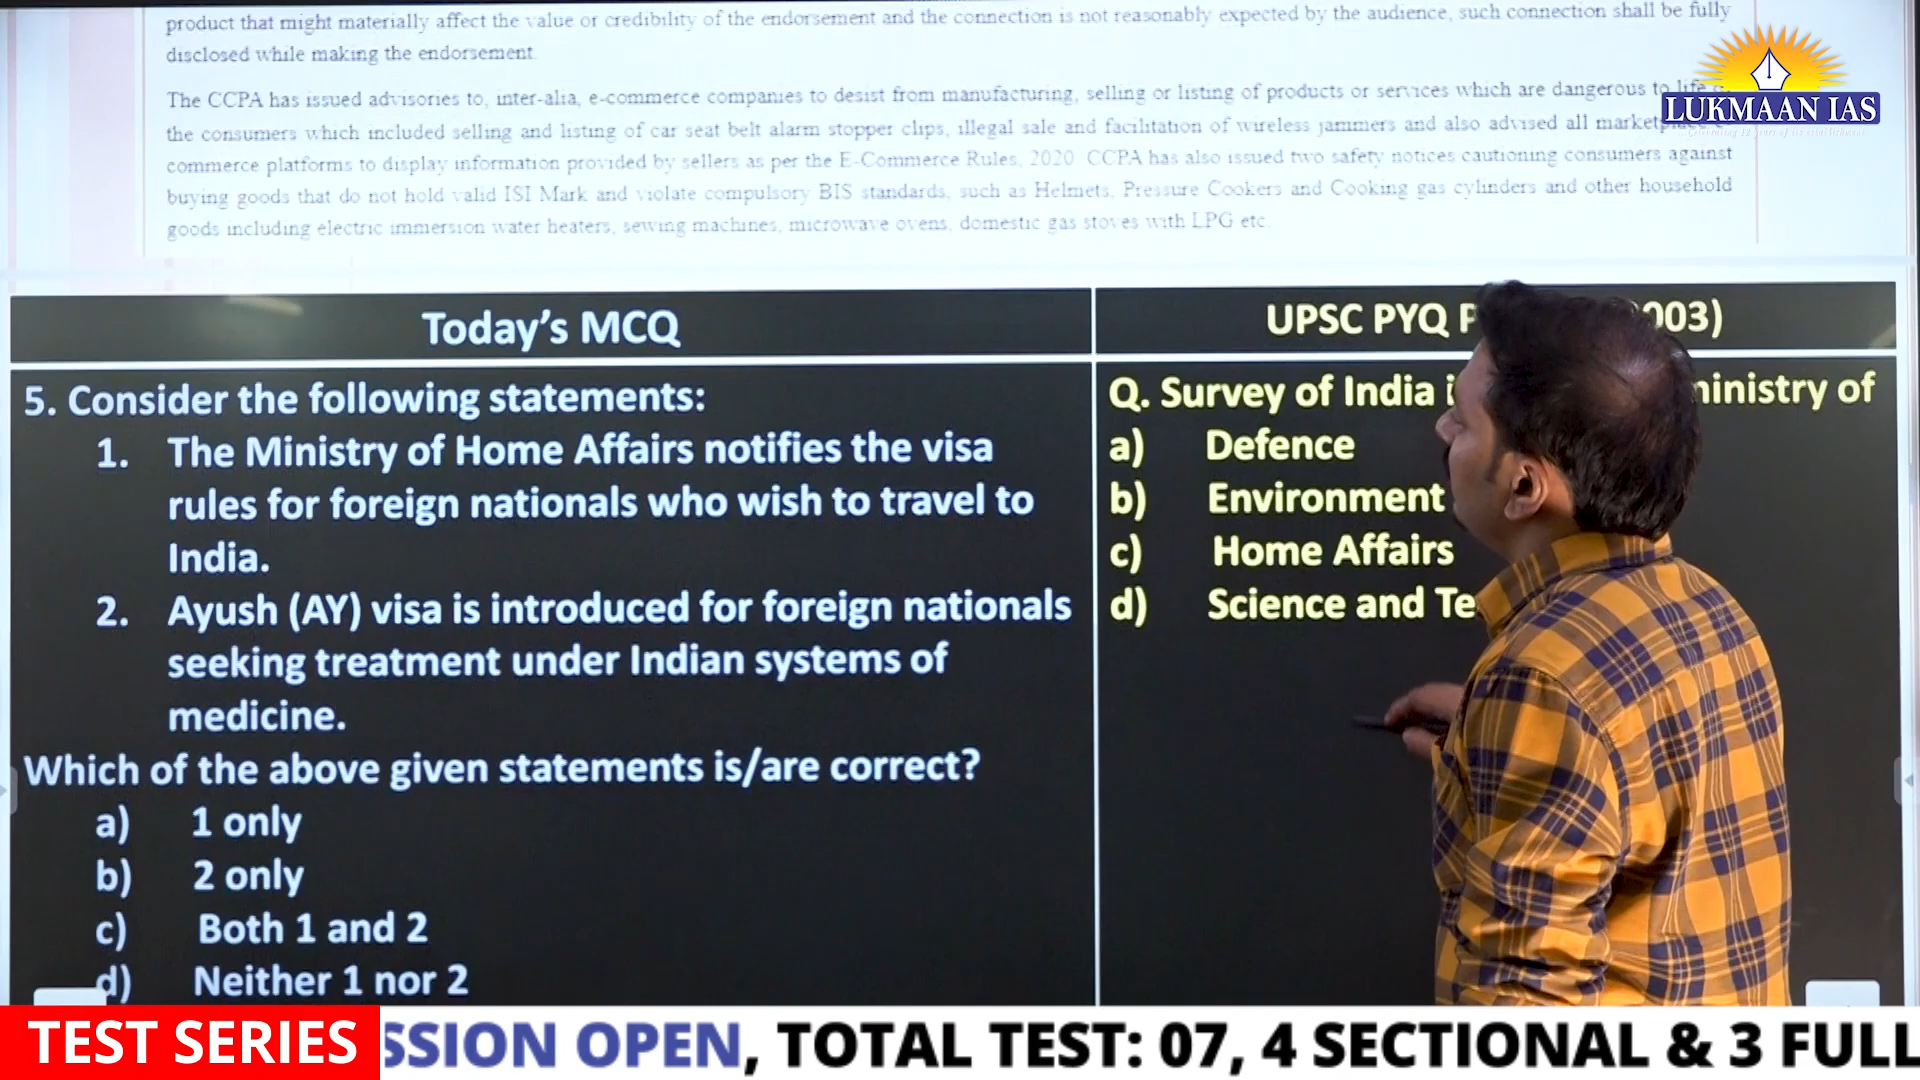 product that might materially affect the value or credibility of the endorsement and the connection is not reasonably expected by the audience, such connection shall be fully
disclosed while making the endorsement.
The CCPA has issued advisories to, inter-alia, e-commerce companies to desist from manufacturing, selling or listing of products or services which are dangerous to life
the consumers which included selling and listing of car seat belt alarm stopper clips, illegal sale and facilitation of wireless jammers and also advised all
commerce platforms to display information provided by sellers as per the E-Commerce Rules, 2020. CCPA has also issued two safety notices cautioning consumers against
buying goods that do not hold valid ISI Mark and violate compulsory BIS standards, such as Helmets, Pressure Cookers and Cooking gas cylinders and other household
goods including electric immersion water heaters, sewing machines, microwave ovens, domestic gas stoves with LPG etc.
LUKMAAN IAS
Today's MCQ
5. Consider the following statements:
1. The Ministry of Home Affairs notifies the visa
rules for foreign nationals who wish to travel to
India.
2. Ayush (AY) visa is introduced for foreign nationals
seeking treatment under Indian systems of
medicine.
Which of the above given statements is/are correct?
a) 1 only
b) 2 only
c) Both 1 and 2
d) Neither 1 nor 2
UPSC PYQ P 003)
Q. Survey of India ministry of
a) Defence
b) Environment
c) Home Affairs
d) Science and Te
TEST SERIES
SSION OPEN, TOTAL TEST: 07, 4 SECTIONAL & 3 FULL